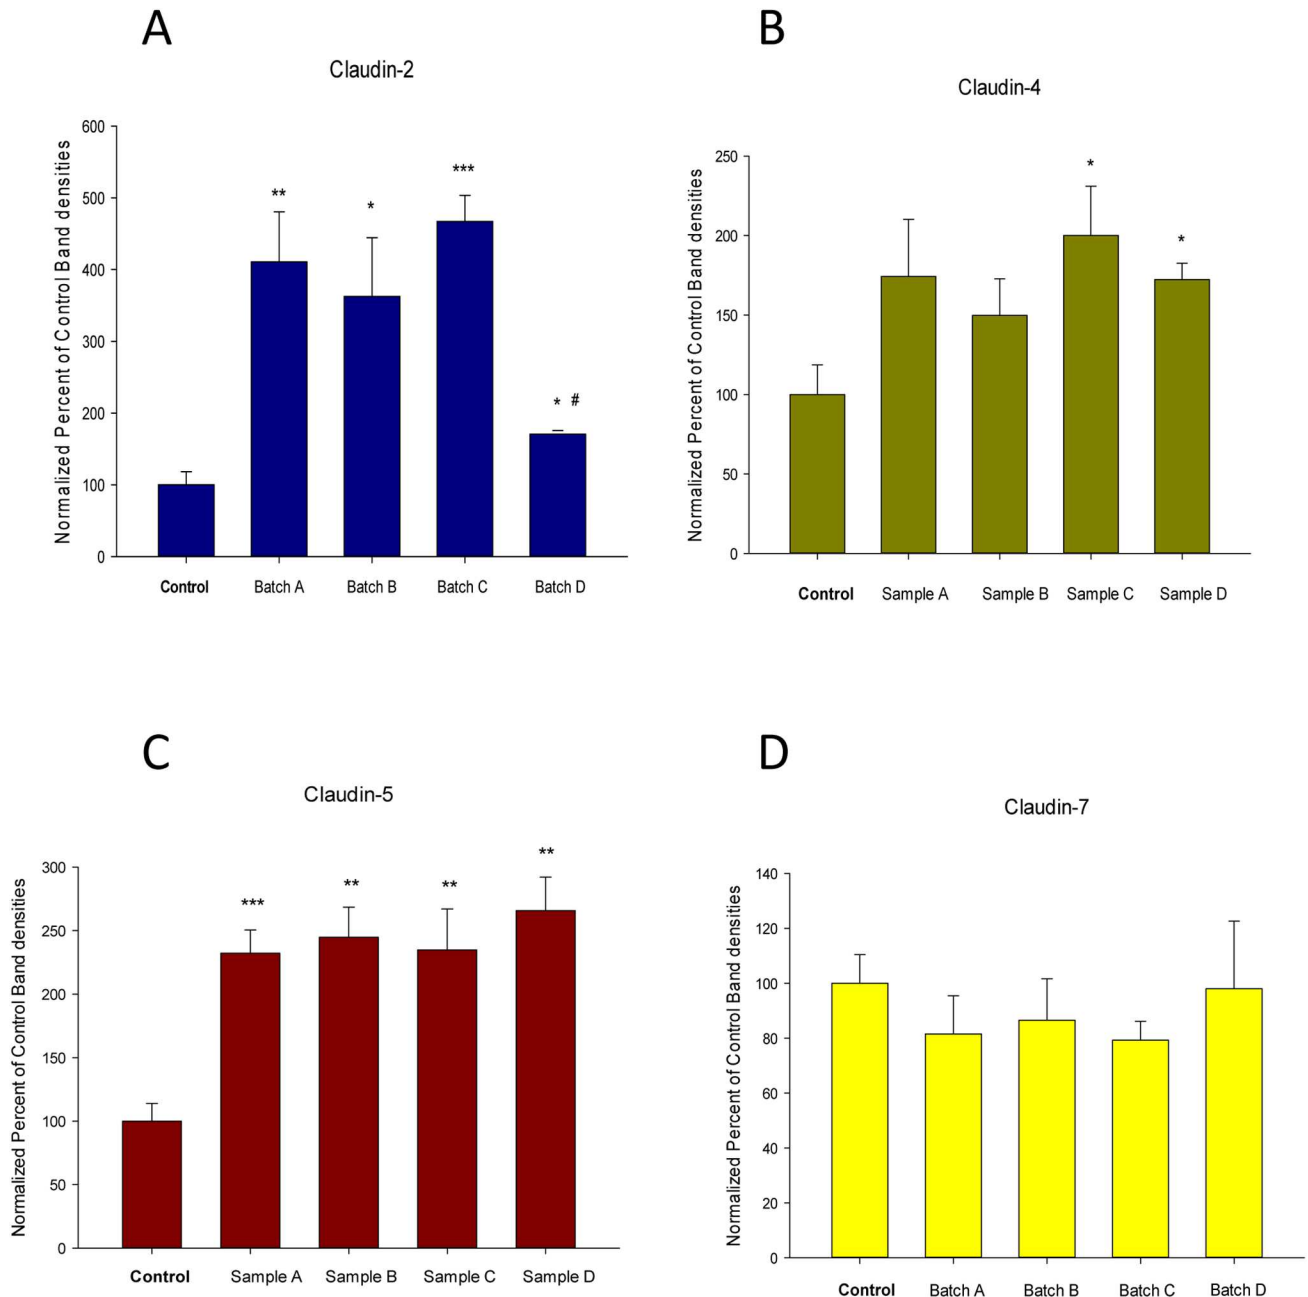 A
Claudin-2
Normalized Percent of Control Band densities
600
500
400
300
200
100
0
**
*
***
* #
Control Batch A Batch B Batch C Batch D
B
Claudin-4
Normalized Percent of Control Band densities
250
200
150
100
50
0
*
*
Control Sample A Sample B Sample C Sample D
C
Claudin-5
Normalized Percent of Control Band densities
300
250
200
150
100
50
0
***
**
**
**
Control Sample A Sample B Sample C Sample D
D
Claudin-7
Normalized Percent of Control Band densities
140
120
100
80
60
40
20
0
Control Batch A Batch B Batch C Batch D